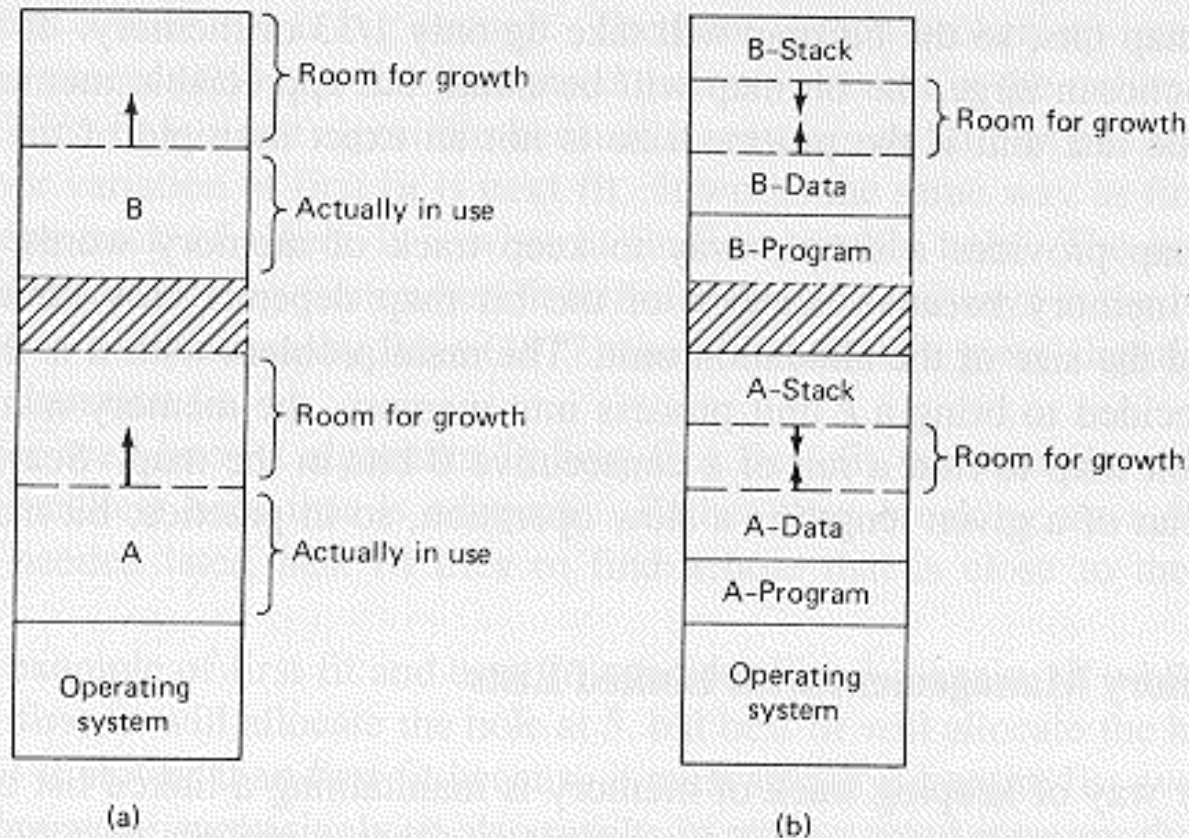 Room for growth
B
Actually in use
Room for growth
A
Actually in use
Operating
system
(a)
B-Stack
Room for growth
B-Data
B-Program
A-Stack
Room for growth
A-Data
A-Program
Operating
system
(b)